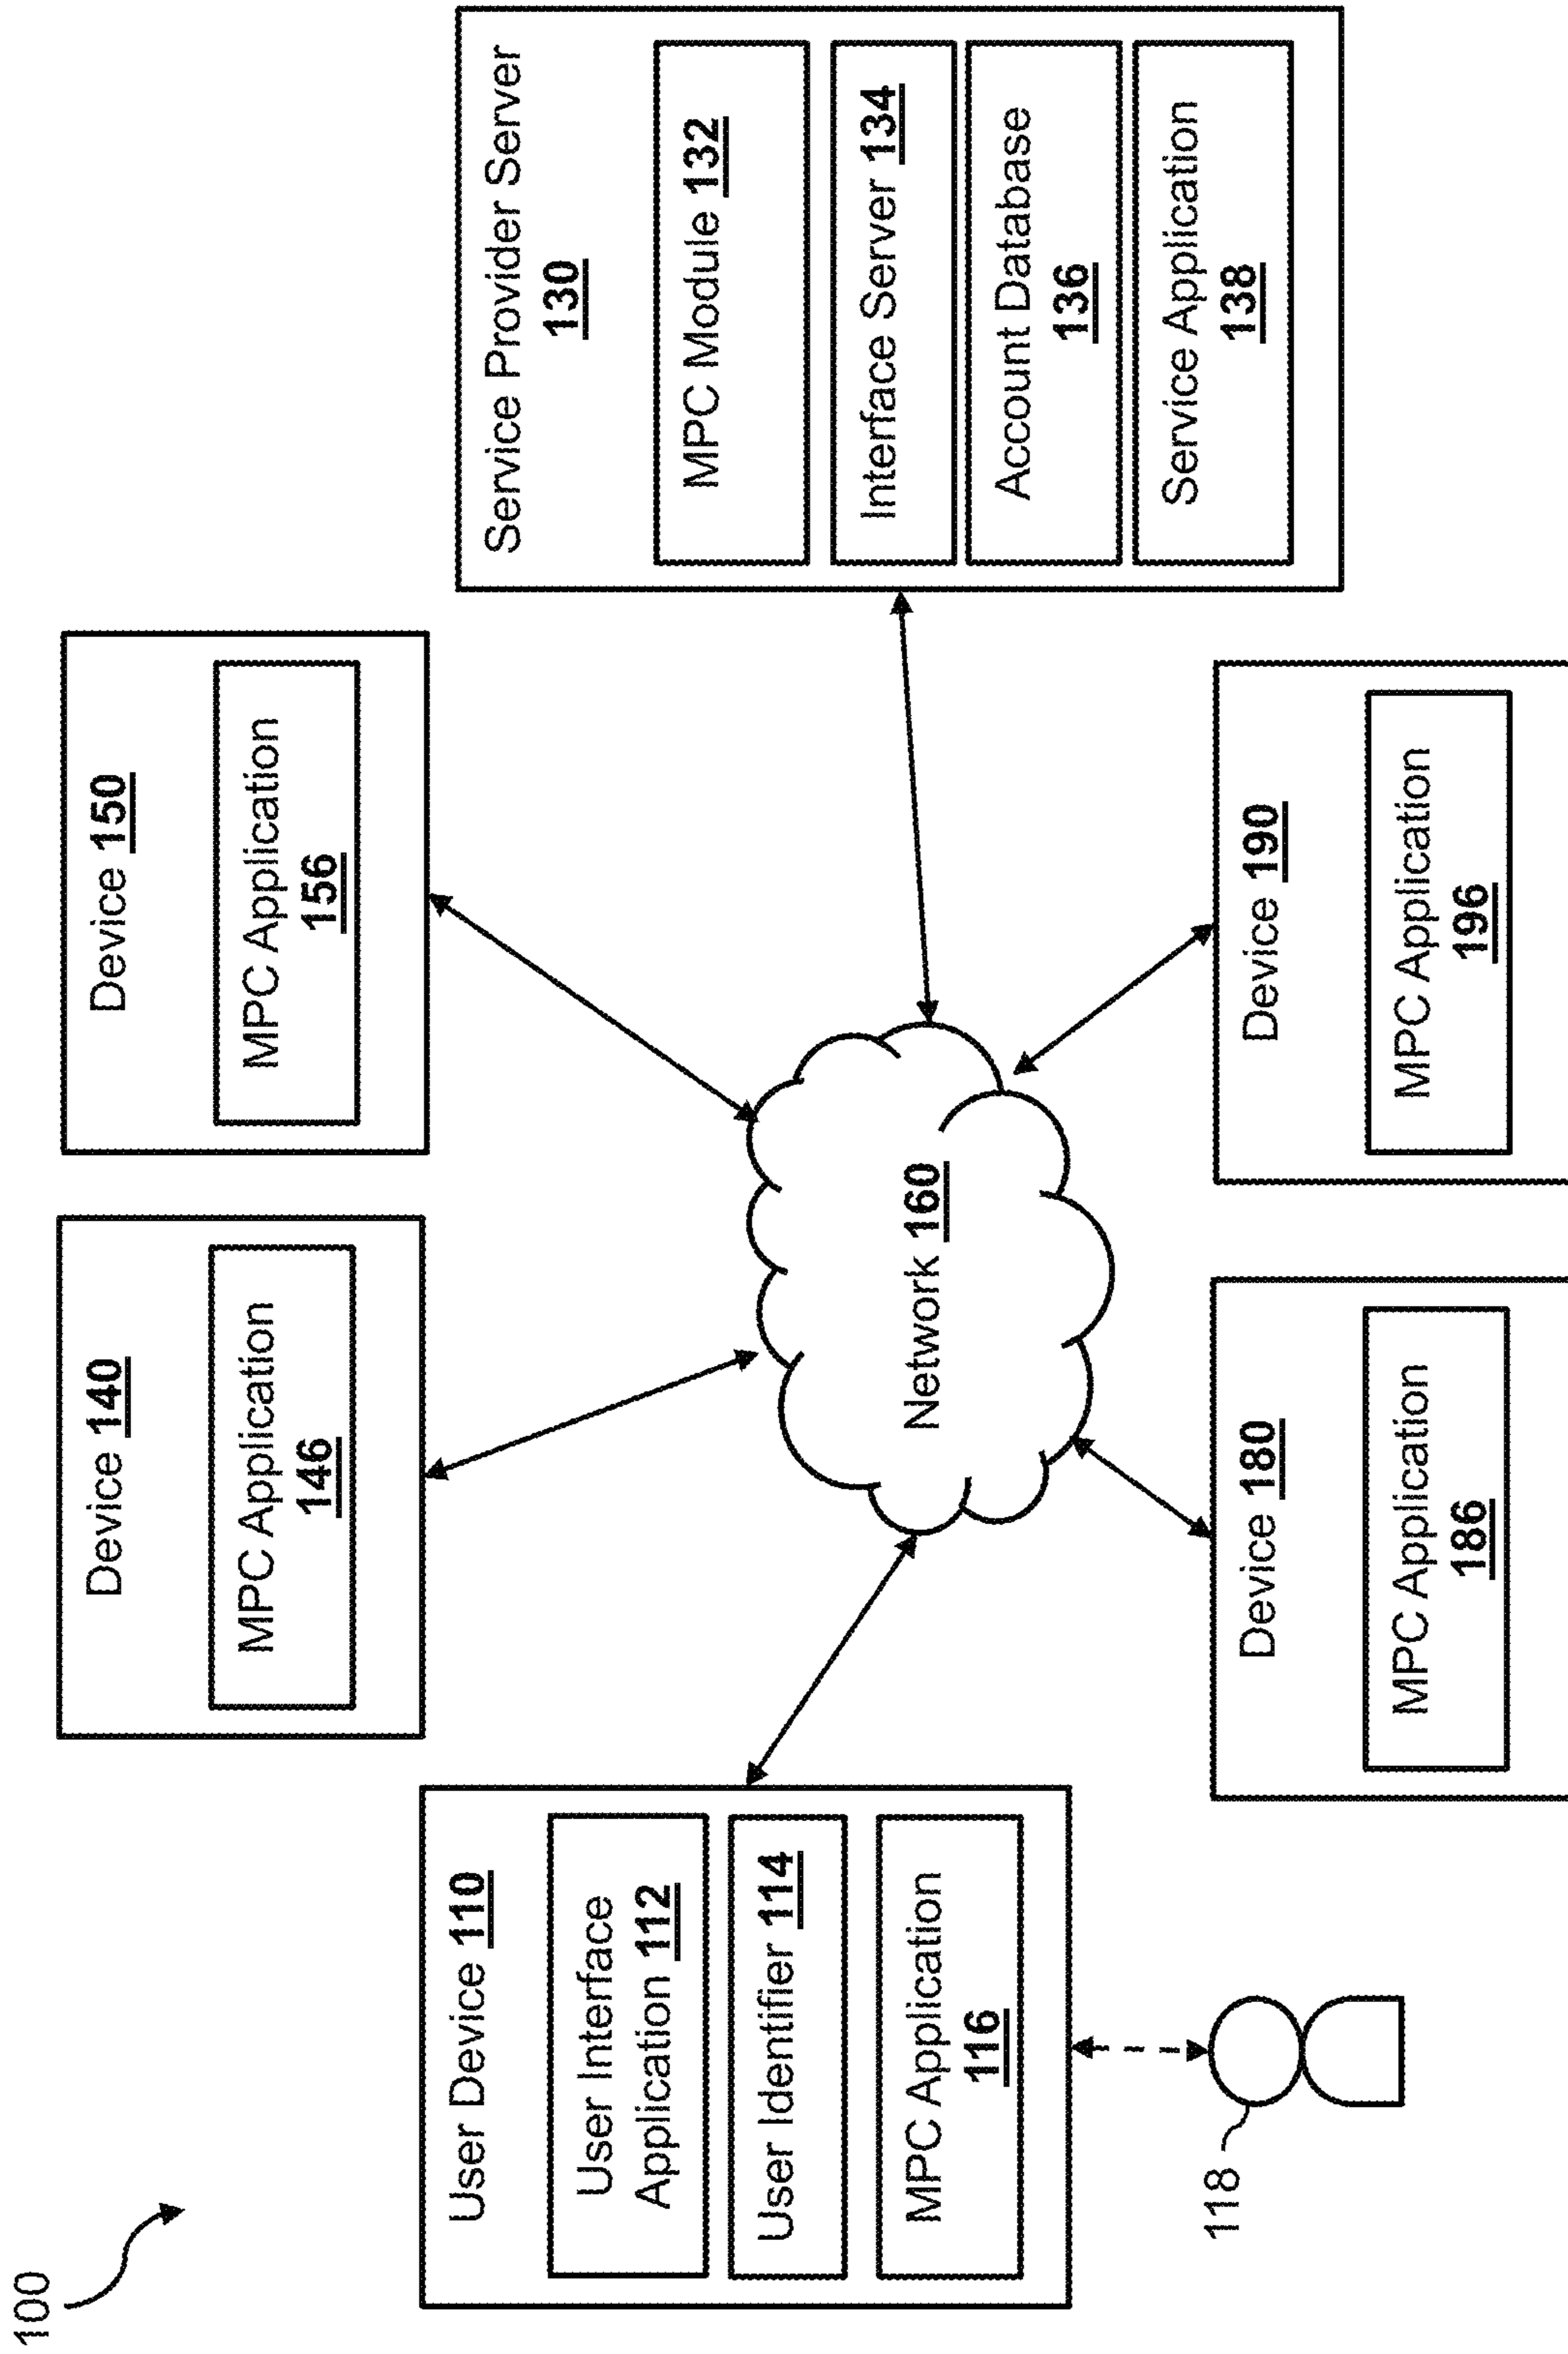 100
Device 140
MPC Application
146
Device 150
MPC Application
156
User Device 110
User Interface
Application 112
User Identifier 114
MPC Application
116
118
Network 160
Service Provider Server
130
MPC Module 132
Interface Server 134
Account Database
136
Service Application
138
Device 180
MPC Application
186
Device 190
MPC Application
196